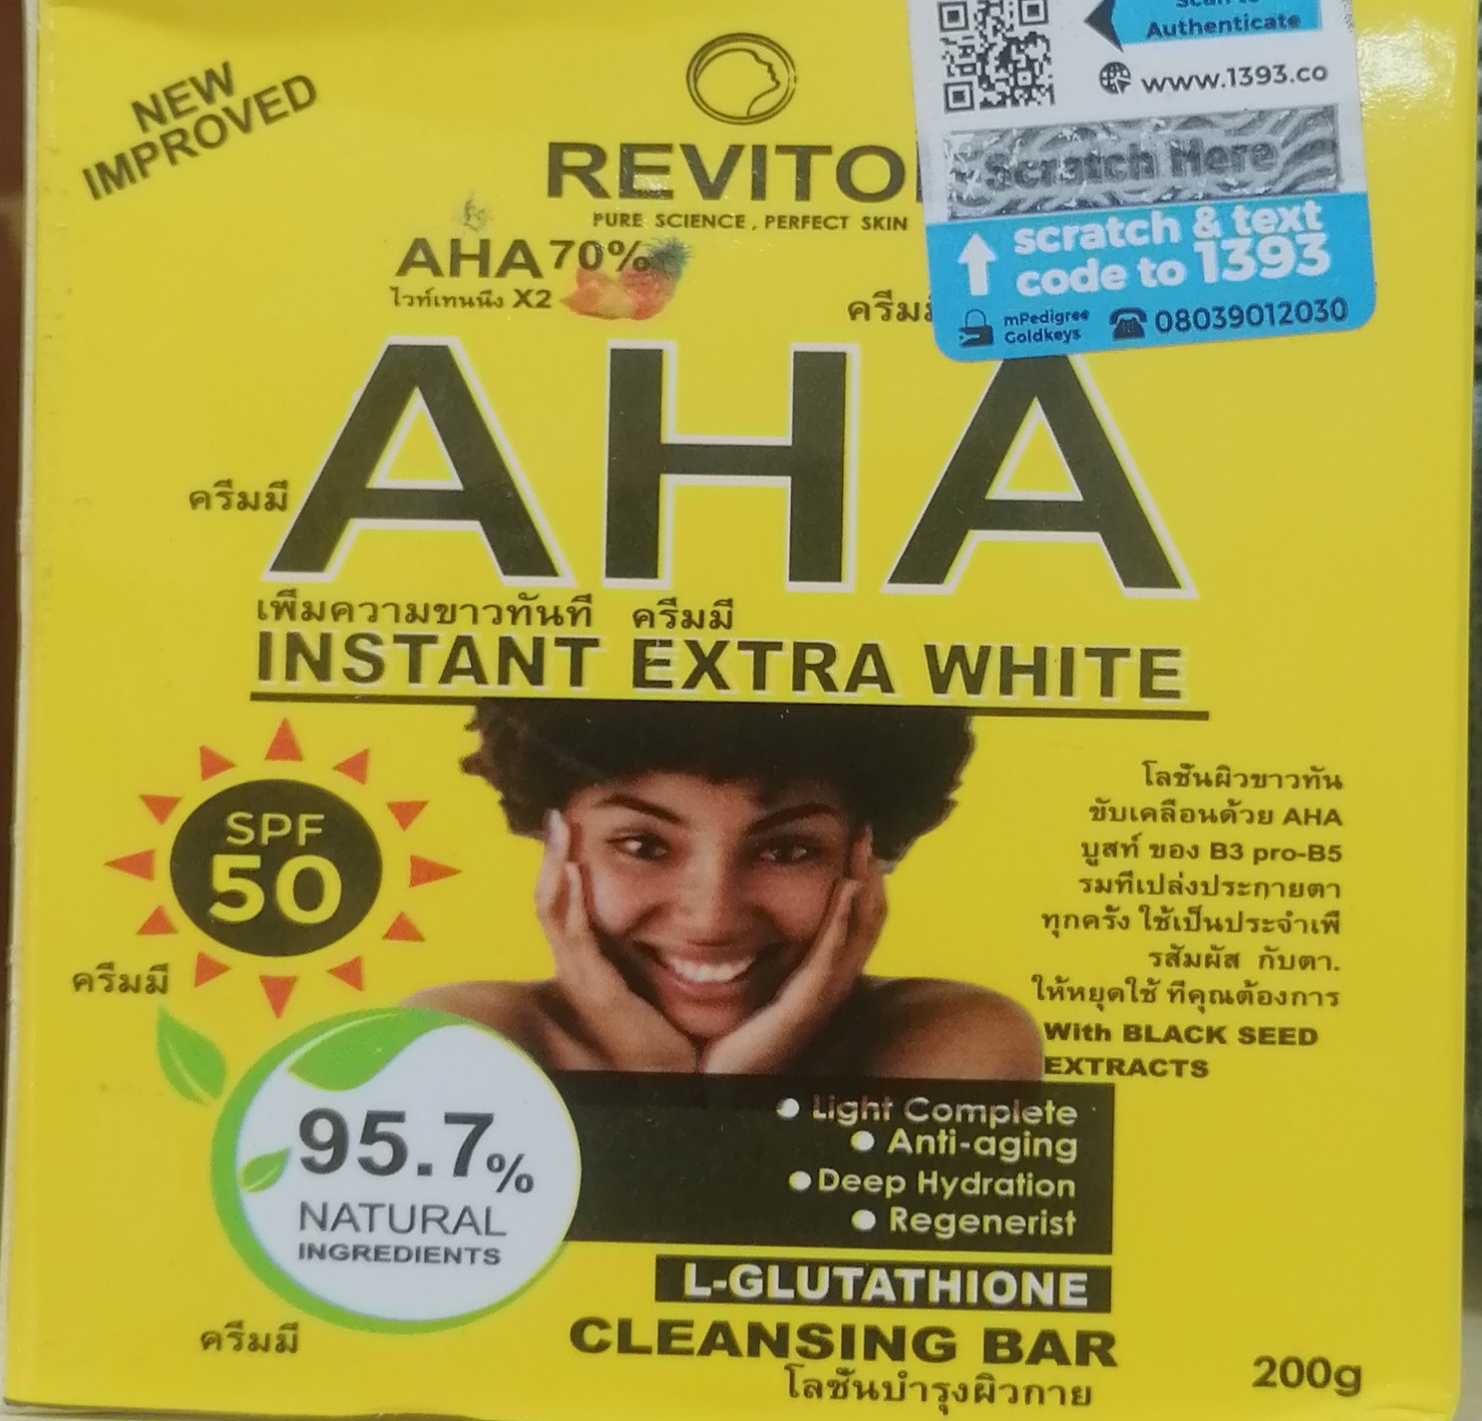 NEW
IMPROVED
Authenticate
www.1393.co
Scratch Here
scratch & text
code to 1393
mPedigree
Goldkeys
08039012030
PURE SCIENCE, PERFECT SKIN
AHA 70%
ไวท์เทนนิ่ง X2
AHA
ครีมมี
เพิ่มความขาวทันที ครีมมี
INSTANT EXTRA WHITE
SPF
50
ครีมมี
โลชั่นผิวขาวทัน
ขับเคลื่อนด้วย AHA
บูสท์ ของ B3 pro-B5
รมที่เปล่งประกายตา
ทุกครั้ง ใช้เป็นประจำเพื่
รสัมผัส กับตา.
ให้หยุดใช้ ที่คุณต้องการ
With BLACK SEED
EXTRACTS
95.7%
NATURAL
INGREDIENTS
Light Complete
Anti-aging
Deep Hydration
Regenerist
L-GLUTATHIONE
CLEANSING BAR
ครีมมี
โลชั่นบำรุงผิวกาย
200g